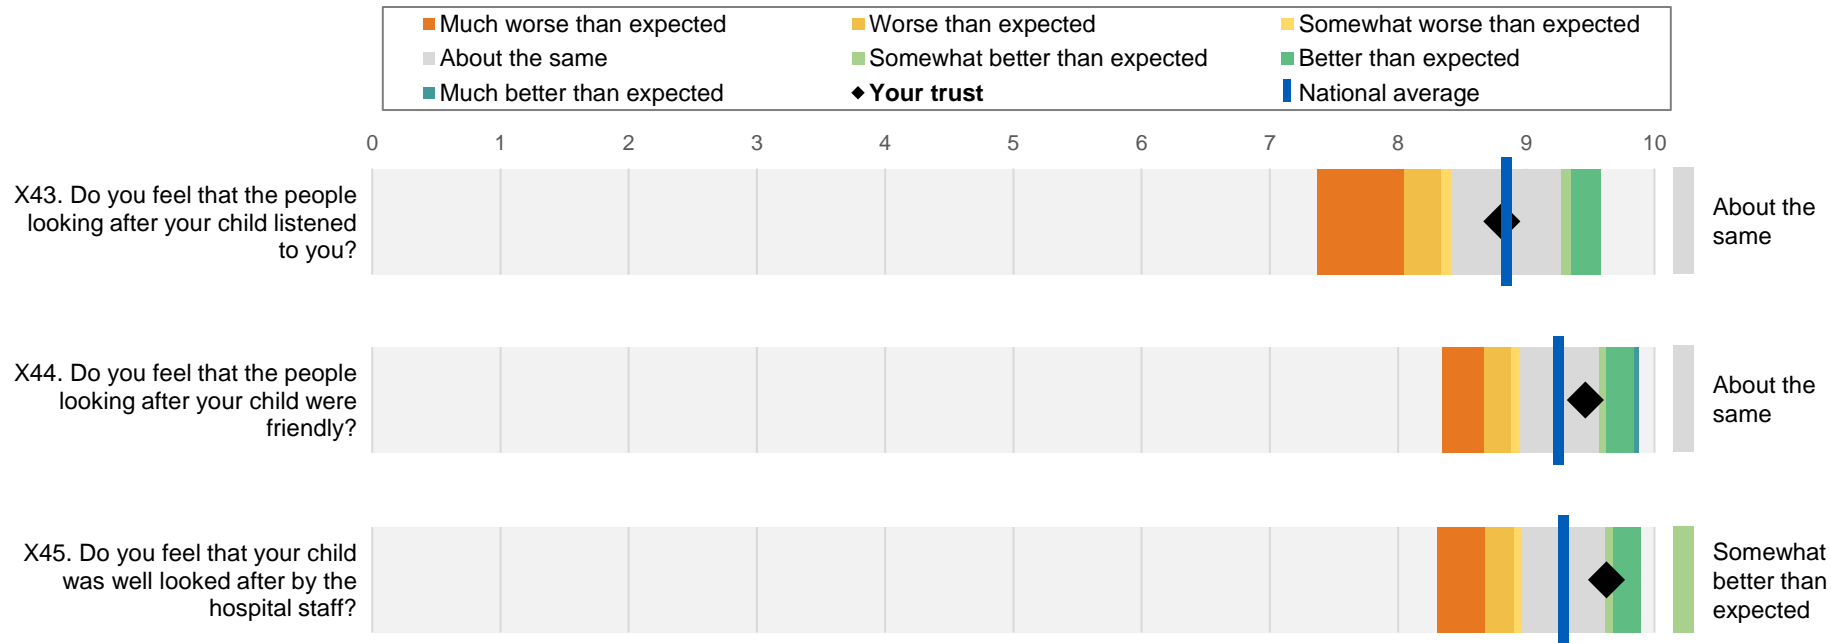 Much worse than expected
Worse than expected
Somewhat worse than expected
About the same
Somewhat better than expected
Better than expected
Much better than expected
Your trust
National average
0 1 2 3 4 5 6 7 8 9 10
X43. Do you feel that the people
looking after your child listened
to you?
About the
same
X44. Do you feel that the people
looking after your child were
friendly?
About the
same
X45. Do you feel that your child
was well looked after by the
hospital staff?
Somewhat
better than
expected